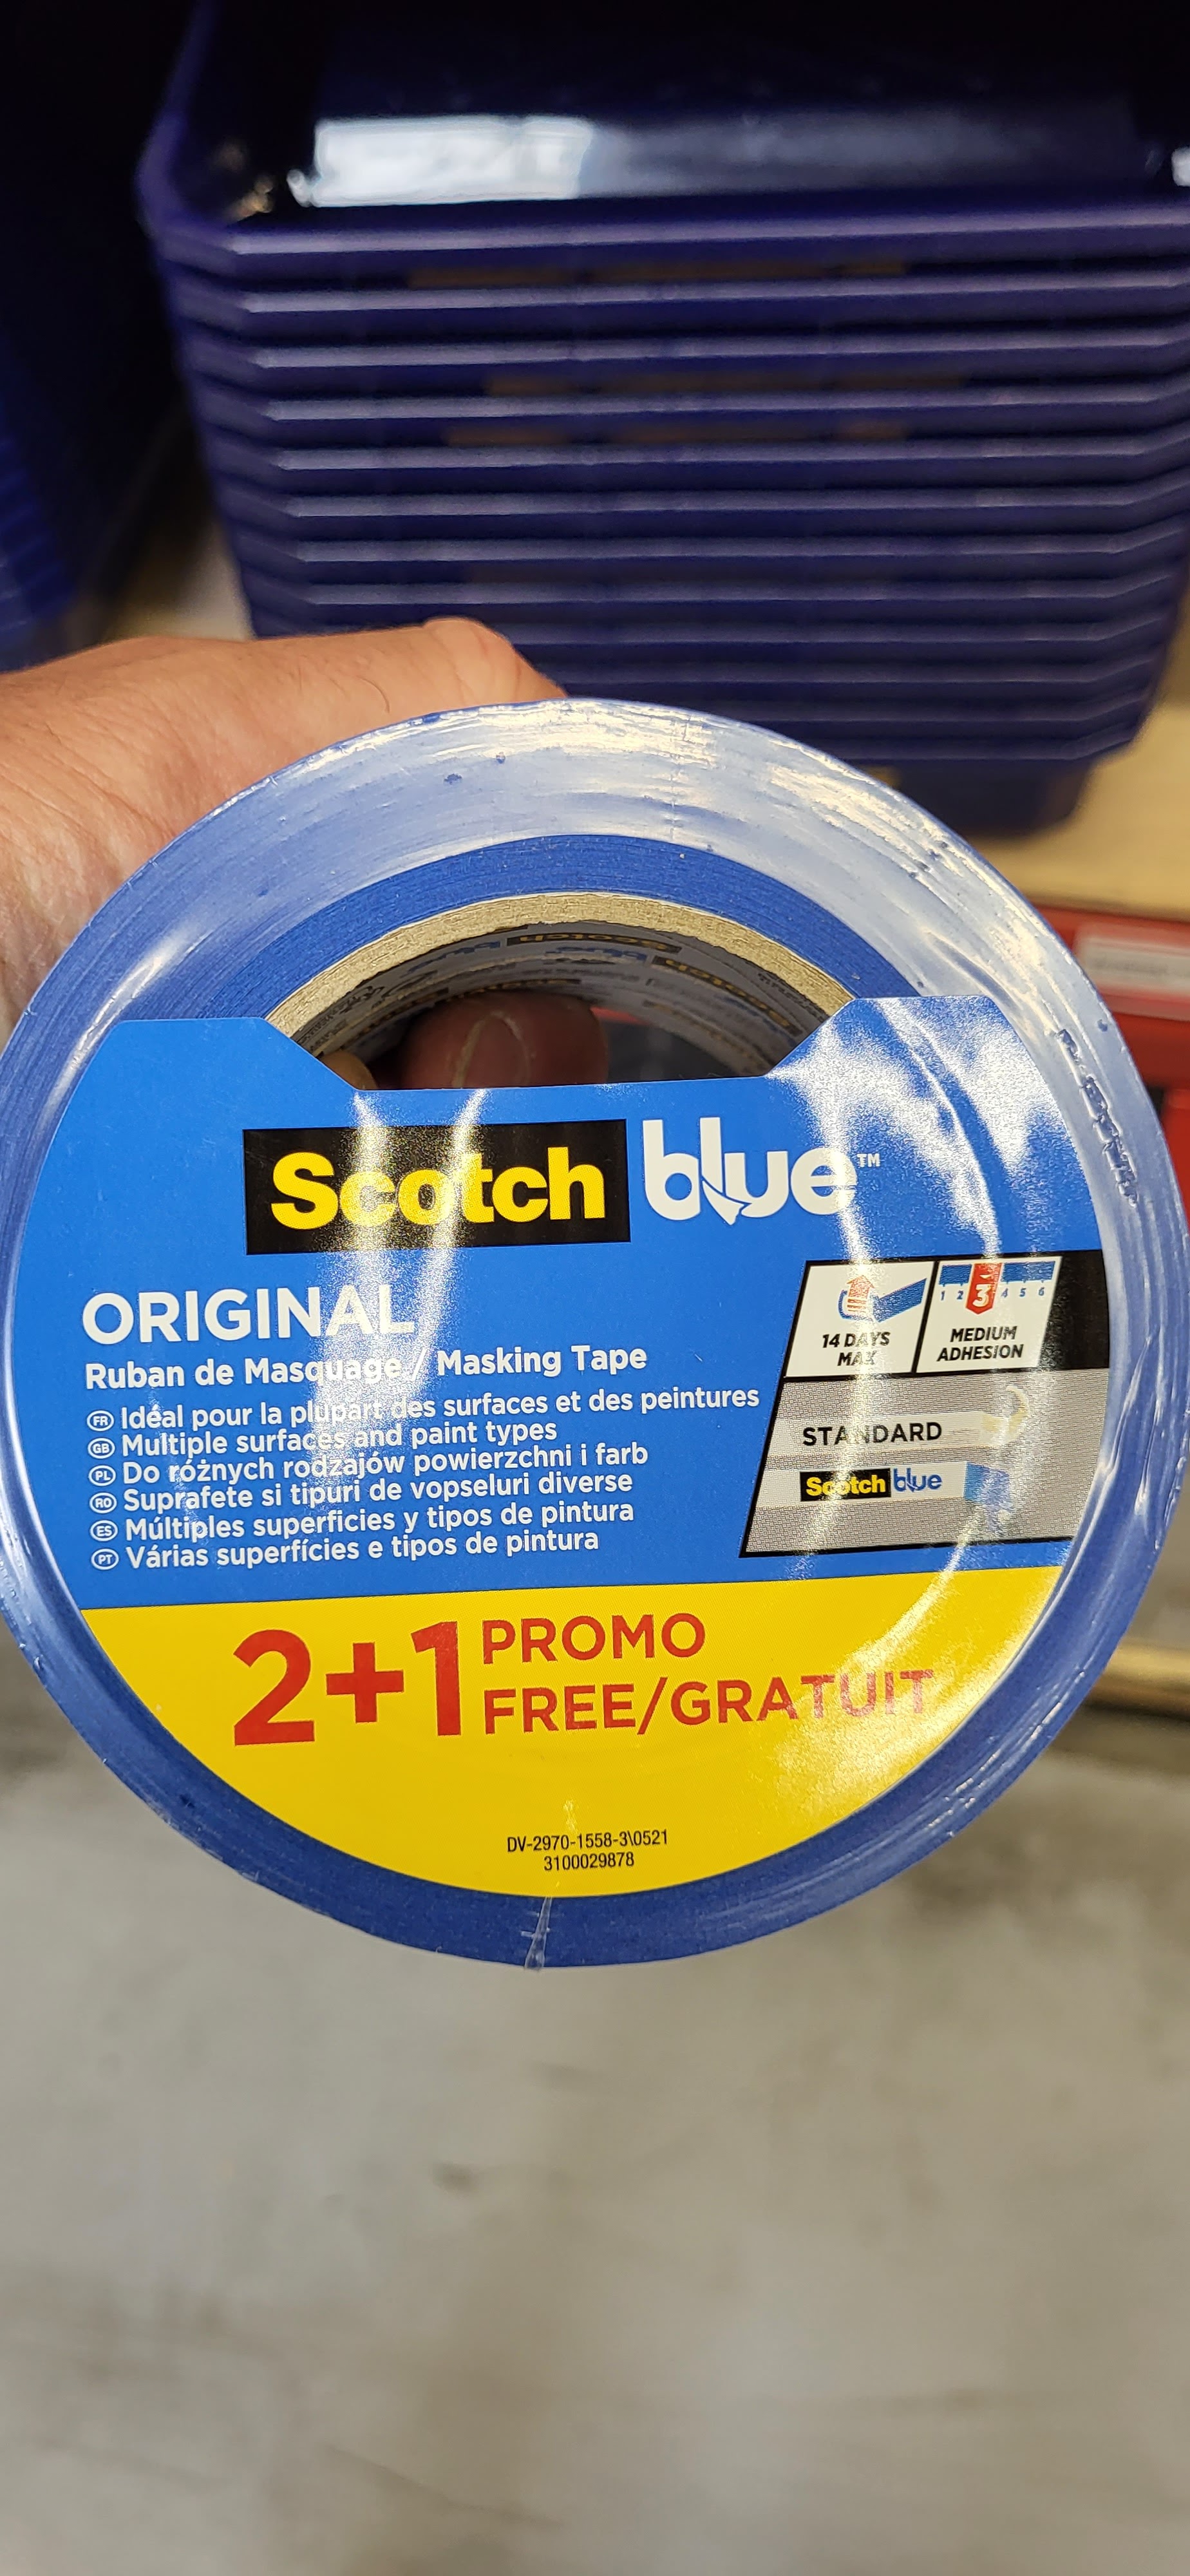 Scotch blue™
ORIGINAL
Ruban de Masquage / Masking Tape
FR Idéal pour la plupart des surfaces et des peintures
GB Multiple surfaces and paint types
PL Do różnych rodzajów powierzchni i farb
RO Suprafete si tipuri de vopseluri diverse
ES Múltiples superficies y tipos de pintura
PT Várias superfícies e tipos de pintura
14 DAYS
MAX
1 2 3 4 5 6
MEDIUM
ADHESION
STANDARD
Scotch blue
2+1 PROMO
FREE/GRATUIT
DV-2970-1558-3\0521
3100029878